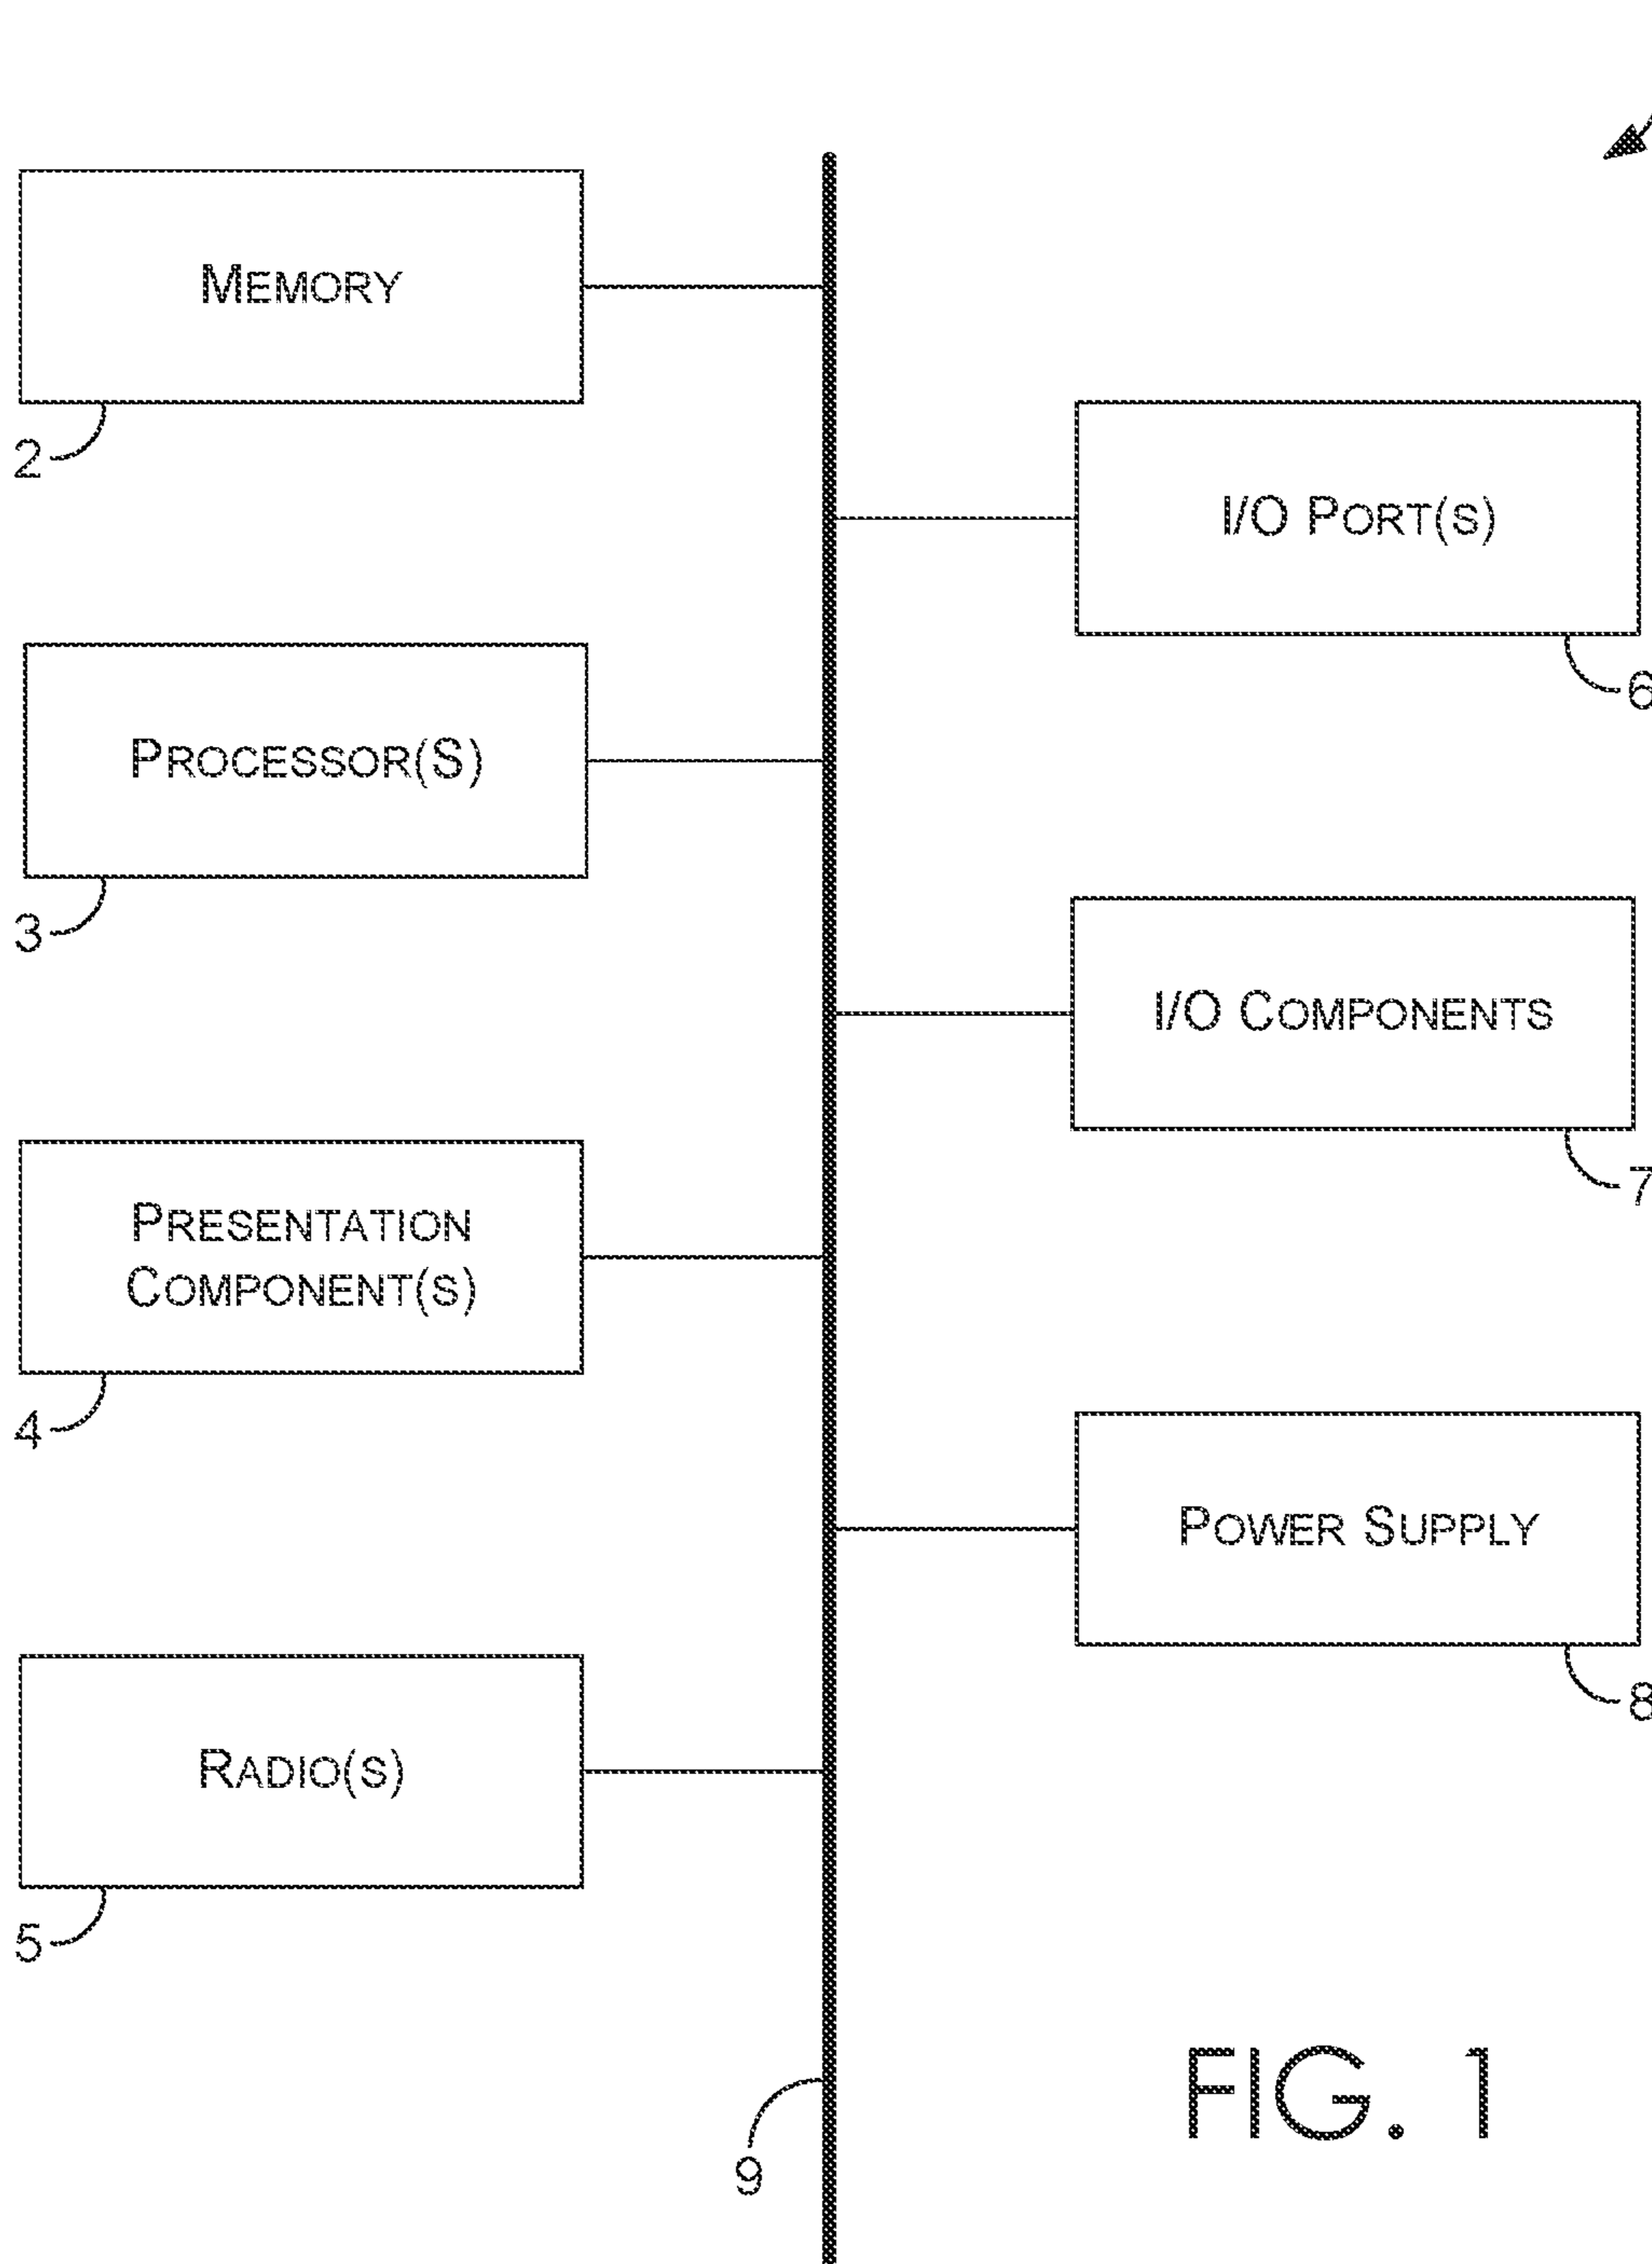 MEMORY
2
I/O PORT(S)
6
PROCESSOR(S)
3
I/O COMPONENTS
7
PRESENTATION
COMPONENT(S)
4
POWER SUPPLY
8
RADIO(S)
5
9
FIG. 1